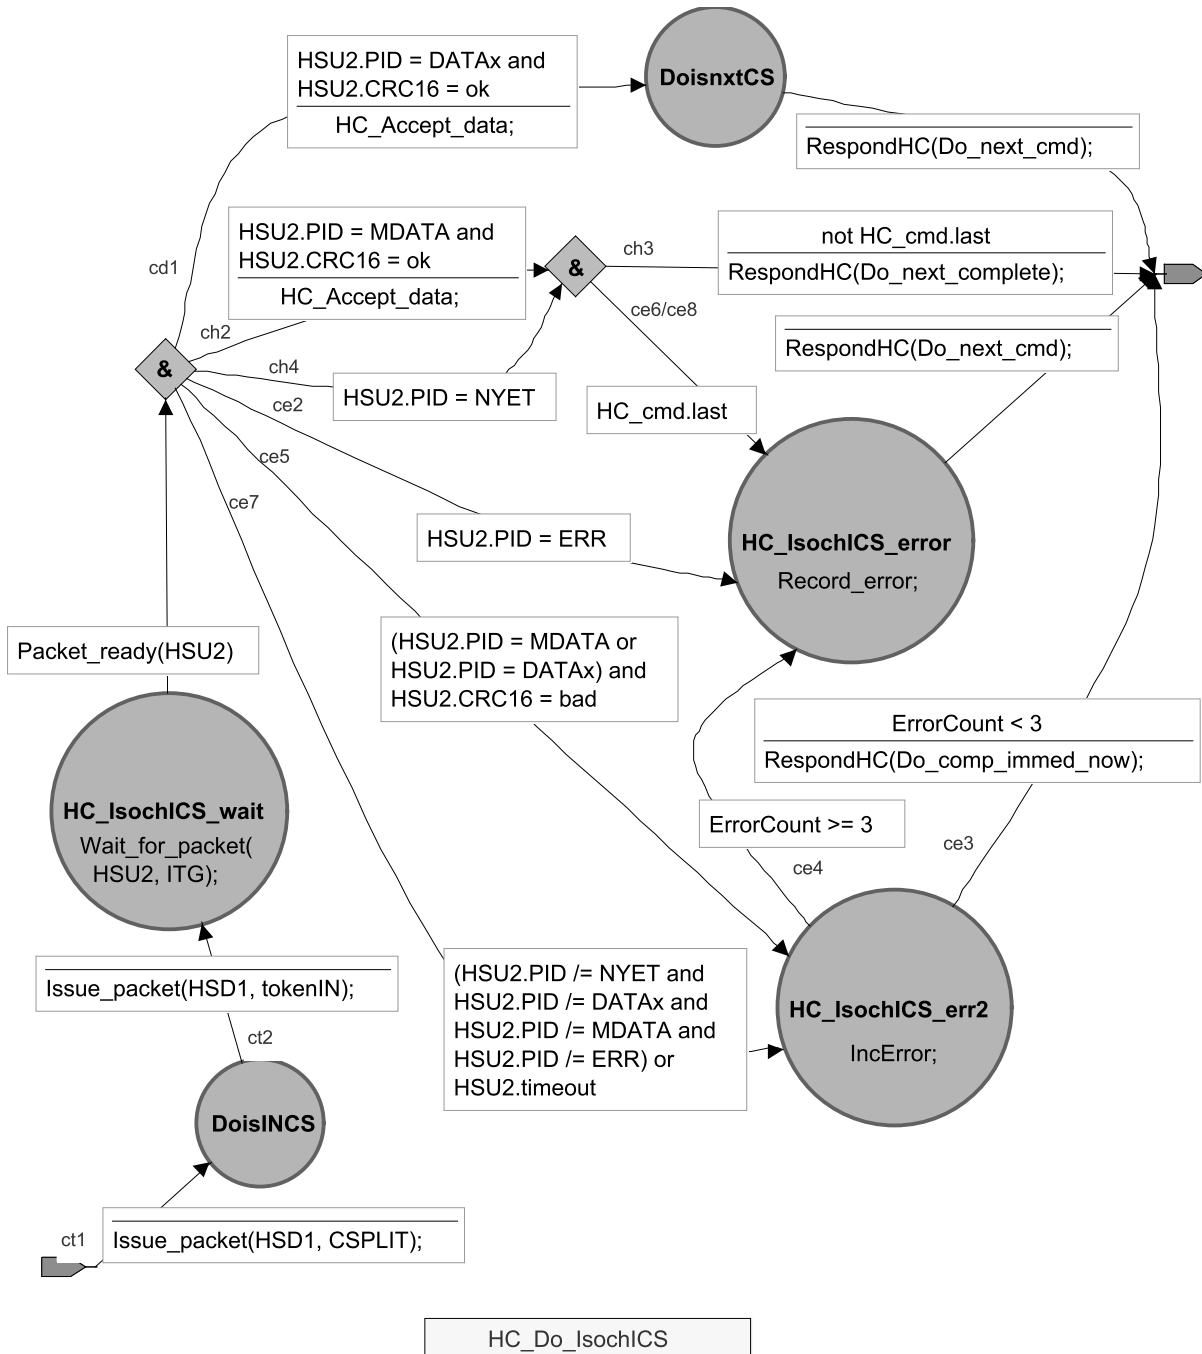 HSU2.PID = DATAx and
HSU2.CRC16 = ok
HC_Accept_data;
DoisnxtCS
RespondHC(Do_next_cmd);
cd1
HSU2.PID = MDATA and
HSU2.CRC16 = ok
HC_Accept_data;
&
ch3
not HC_cmd.last
RespondHC(Do_next_complete);
ce6/ce8
RespondHC(Do_next_cmd);
ch2
&
ch4
HSU2.PID = NYET
HC_cmd.last
ce2
ce5
ce7
HSU2.PID = ERR
HC_IsochICS_error
Record_error;
Packet_ready(HSU2)
(HSU2.PID = MDATA or
HSU2.PID = DATAx) and
HSU2.CRC16 = bad
ErrorCount < 3
RespondHC(Do_comp_immed_now);
HC_IsochICS_wait
Wait_for_packet(
HSU2, ITG);
ErrorCount >= 3
ce4
ce3
Issue_packet(HSD1, tokenIN);
ct2
(HSU2.PID /= NYET and
HSU2.PID /= DATAx and
HSU2.PID /= MDATA and
HSU2.PID /= ERR) or
HSU2.timeout
HC_IsochICS_err2
IncError;
DoisINCS
ct1
Issue_packet(HSD1, CSPLIT);
HC_Do_IsochICS